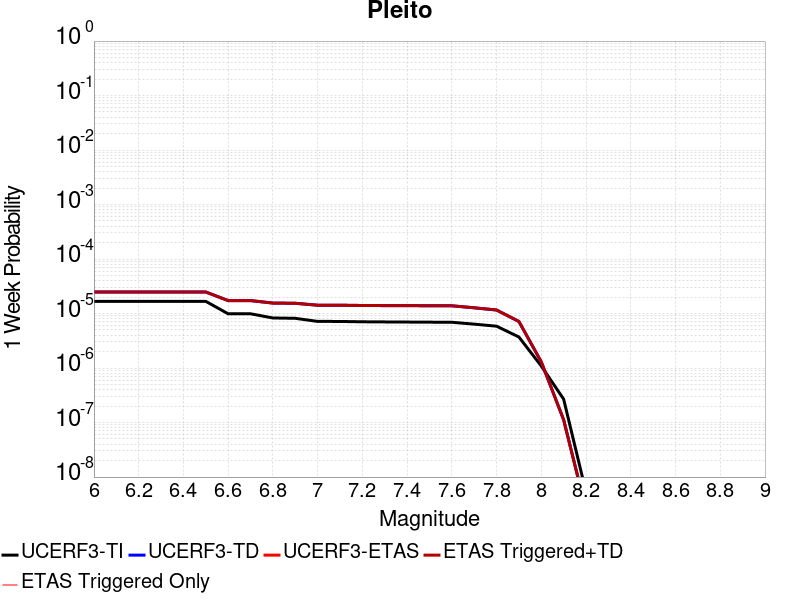 Pleito
1 Week Probability
10^0
10^-1
10^-2
10^-3
10^-4
10^-5
10^-6
10^-7
10^-8
6 6.2 6.4 6.6 6.8 7 7.2 7.4 7.6 7.8 8 8.2 8.4 8.6 8.8 9
Magnitude
UCERF3-TI UCERF3-TD UCERF3-ETAS ETAS Triggered+TD
ETAS Triggered Only